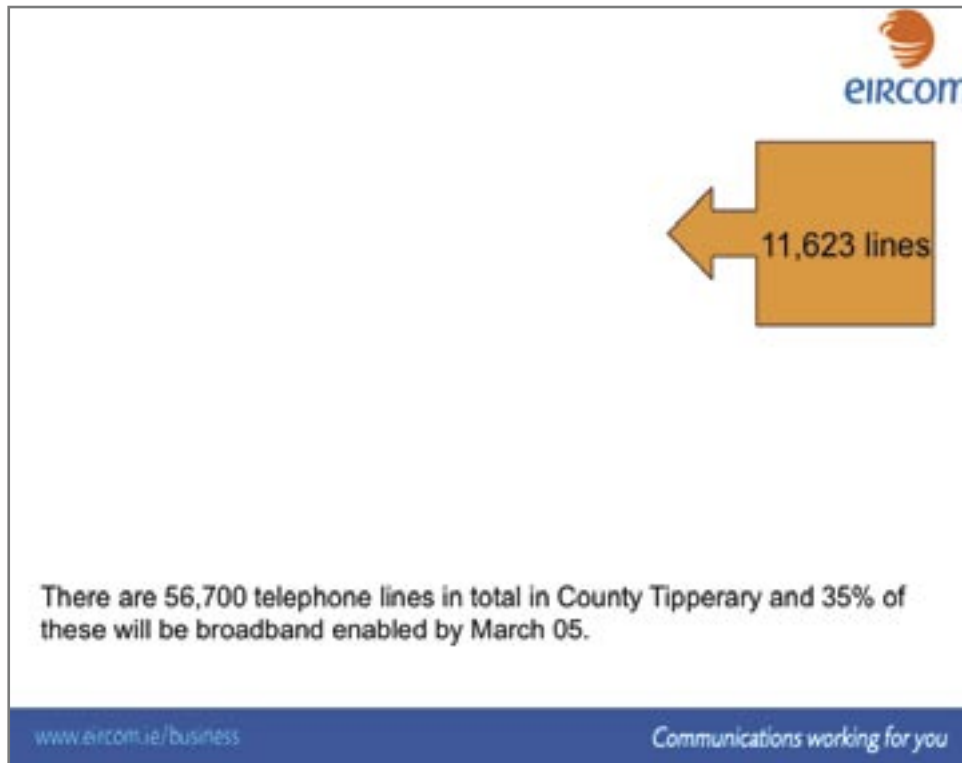 eircom
11,623 lines
There are 56,700 telephone lines in total in County Tipperary and 35% of
these will be broadband enabled by March 05.
www.eircom.ie/business
Communications working for you